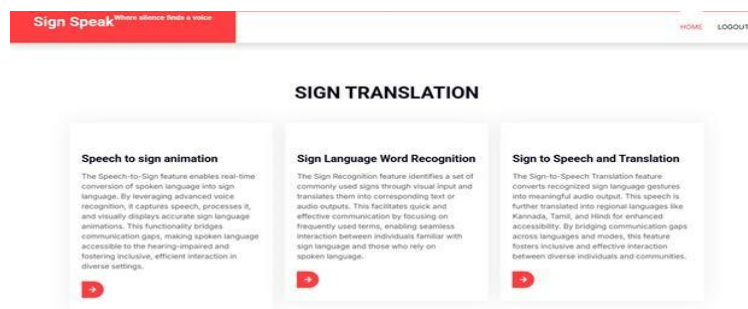 Sign Speak Where silence finds a voice
HOME LOGOUT
SIGN TRANSLATION
Speech to sign animation
The Speech-to-Sign feature enables real-time
conversion of spoken language into sign
language. By leveraging advanced voice
recognition, it captures speech, processes it,
and visually displays accurate sign language
animations. This functionality bridges
communication gaps, making spoken language
accessible to the hearing-impaired and
fostering inclusive, efficient interaction in
diverse settings.
Sign Language Word Recognition
The Sign Recognition feature identifies a set of
commonly used signs through visual input and
translates them into corresponding text or
audio outputs. This facilitates quick and
effective communication by focusing on
frequently used terms, enabling seamless
interaction between individuals familiar with
sign language and those who rely on
spoken language.
Sign to Speech and Translation
The Sign-to-Speech Translation feature
converts recognized sign language gestures
into meaningful audio output. This speech is
further translated into regional languages like
Kannada, Tamil, and Hindi for enhanced
accessibility. By bridging communication gaps
across languages and modes, this feature
fosters inclusive and effective interaction
between diverse individuals and communities.